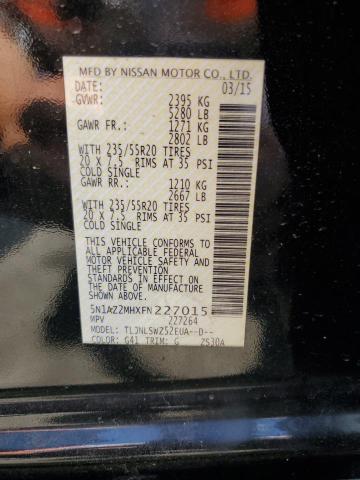 MFD BY NISSAN MOTOR CO., LTD.
DATE: 03/15
GVWR: 2395 KG
5280 LB
GAWR FR: 1271 KG
2802 LB
WITH 235/55R20 TIRES
20 X 7.5 RIMS AT 35 PSI
COLD SINGLE
GAWR RR: 1210 KG
2667 LB
WITH 235/55R20 TIRES
20 X 7.5 RIMS AT 35 PSI
COLD SINGLE
THIS VEHICLE CONFORMS TO
ALL APPLICABLE FEDERAL
MOTOR VEHICLE SAFETY
STANDARDS IN EFFECT ON
THE DATE OF MANUFACTURE
SHOWN ABOVE.
5N1AZ2MHXFN227015
MPV 227264
MODEL: TLJNLSWZ52EUA--D--
COLOR: G41 TRIM: G ZS30A